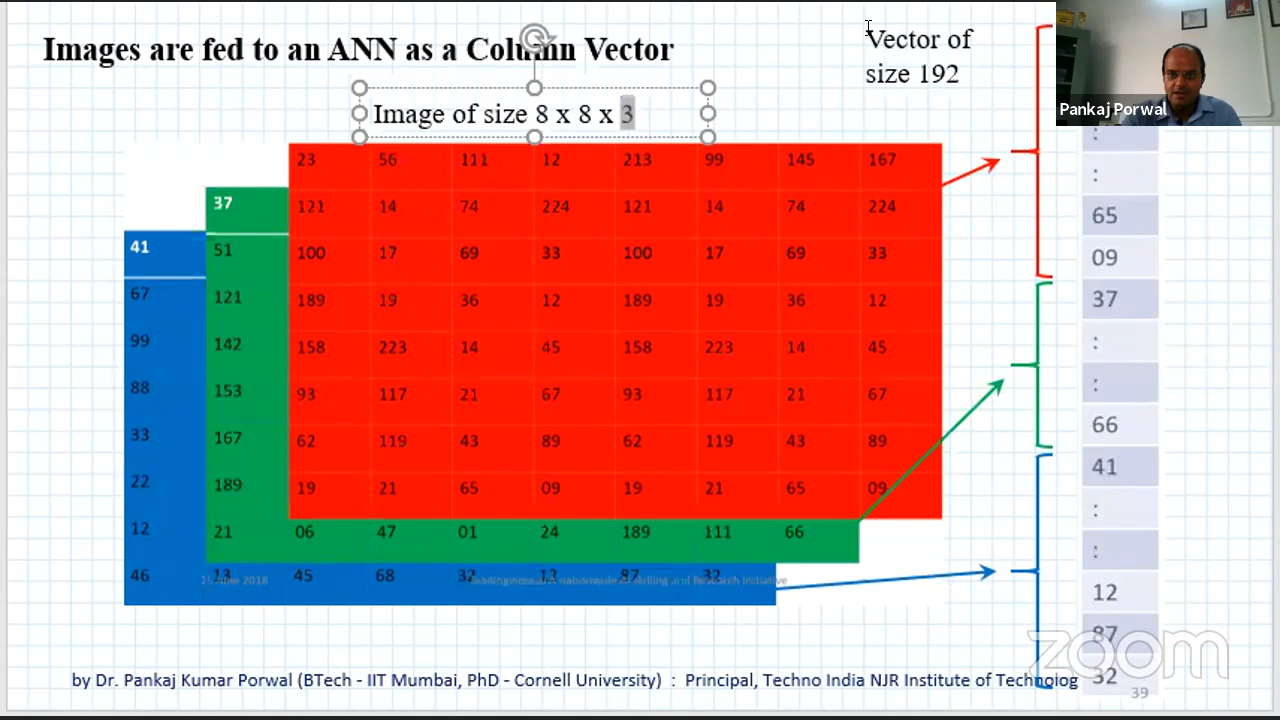 Images are fed to an ANN as a Column Vector
Vector of
size 192
Pankaj Porwal
Image of size 8 x 8 x 3
23 56 111 12 213 99 145 167
37 121 14 74 224 121 14 74 224
41 51 100 17 69 33 100 17 69 33
67 121 189 19 36 12 189 19 36 12
99 142 158 223 14 45 158 223 14 45
88 153 93 117 21 67 93 117 21 67
33 167 62 119 43 89 62 119 43 89
22 189 19 21 65 09 19 21 65 09
12 21 06 47 01 24 189 111 66
46 13 45 68 32 12 87 32
:
:
65
09
37
:
:
66
41
:
:
12
87
32
zoom
by Dr. Pankaj Kumar Porwal (BTech - IIT Mumbai, PhD - Cornell University) : Principal, Techno India NJR Institute of Technolog
39